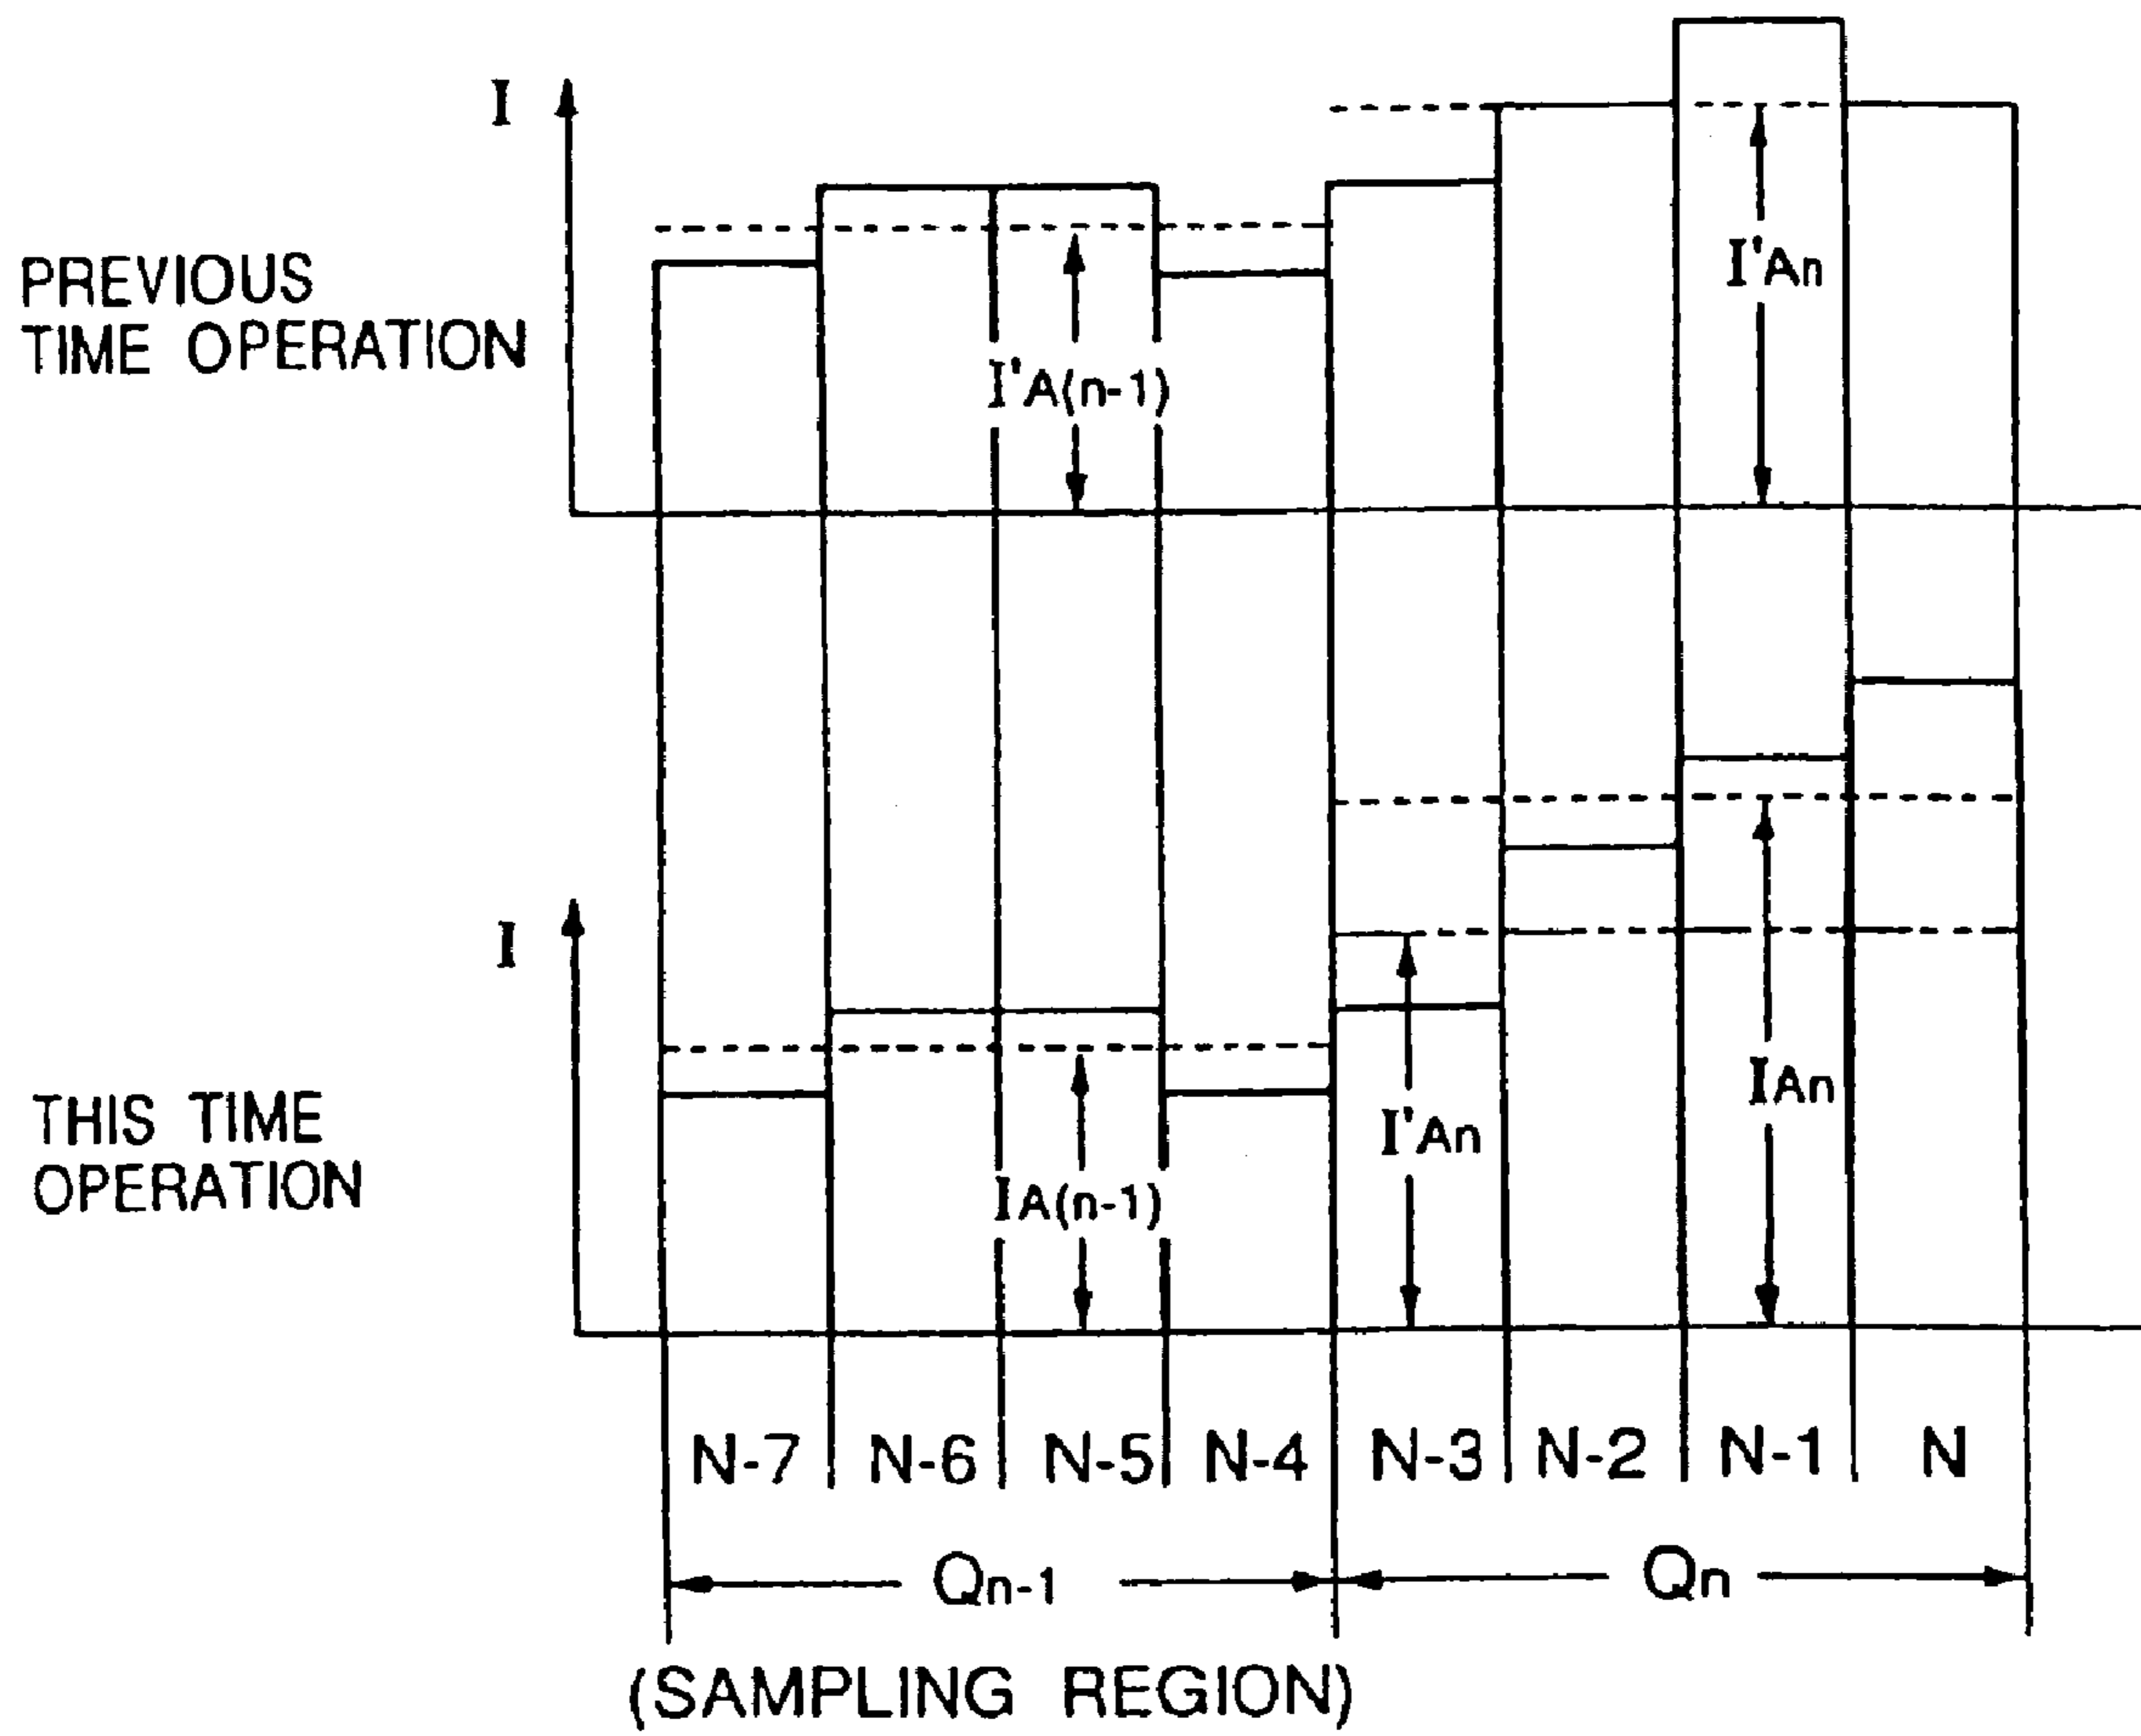 I
PREVIOUS
TIME OPERATION
I'A(n-1)
I'An
I
THIS TIME
OPERATION
IA(n-1)
I'An
IAn
N-7 N-6 N-5 N-4 N-3 N-2 N-1 N
Qn-1 Qn
(SAMPLING REGION)